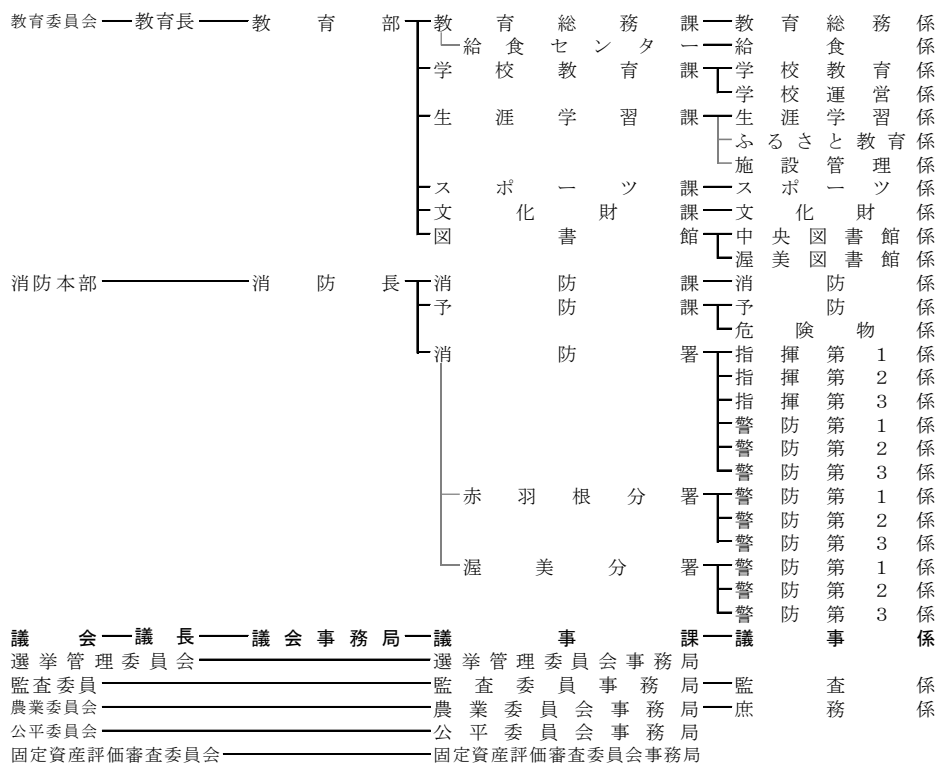 教育委員会 教育長 教育部 教育総務課 教育総務係
給食センター 給食係
学校教育課 学校教育係
学校運営係
生涯学習課 生涯学習係
ふるさと教育係
施設管理係
スポーツ課 スポーツ係
文化財課 文化財係
図書館 中央図書館係
渥美図書館係
消防本部 消防長 消防課 消防係
予防課 予防係
危険物係
消防署 指揮第1係
指揮第2係
指揮第3係
警防第1係
警防第2係
警防第3係
赤羽根分署 警防第1係
警防第2係
警防第3係
渥美分署 警防第1係
警防第2係
警防第3係
議会 議長 議会事務局 議事課 議事係
選挙管理委員会 選挙管理委員会事務局
監査委員 監査委員事務局 監査係
農業委員会 農業委員会事務局 庶務係
公平委員会 公平委員会事務局
固定資産評価審査委員会 固定資産評価審査委員会事務局